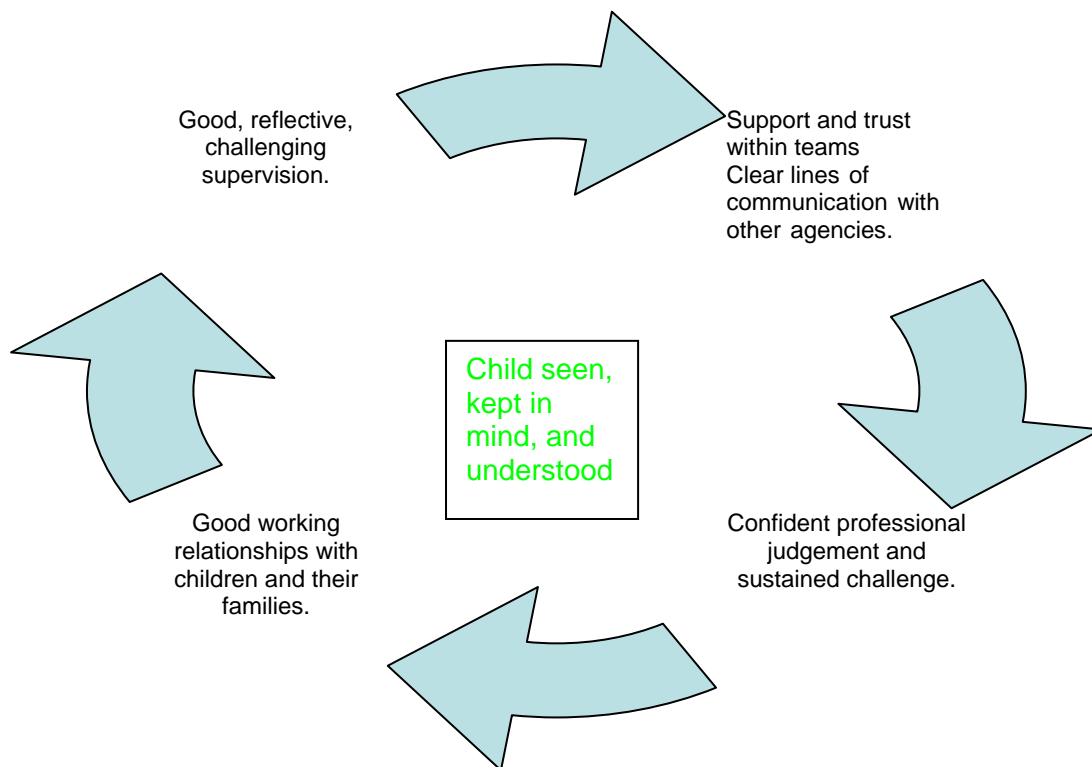 Good, reflective,
challenging
supervision.
Support and trust
within teams
Clear lines of
communication with
other agencies.
Child seen,
kept in
mind, and
understood
Confident professional
judgement and
sustained challenge.
Good working
relationships with
children and their
families.